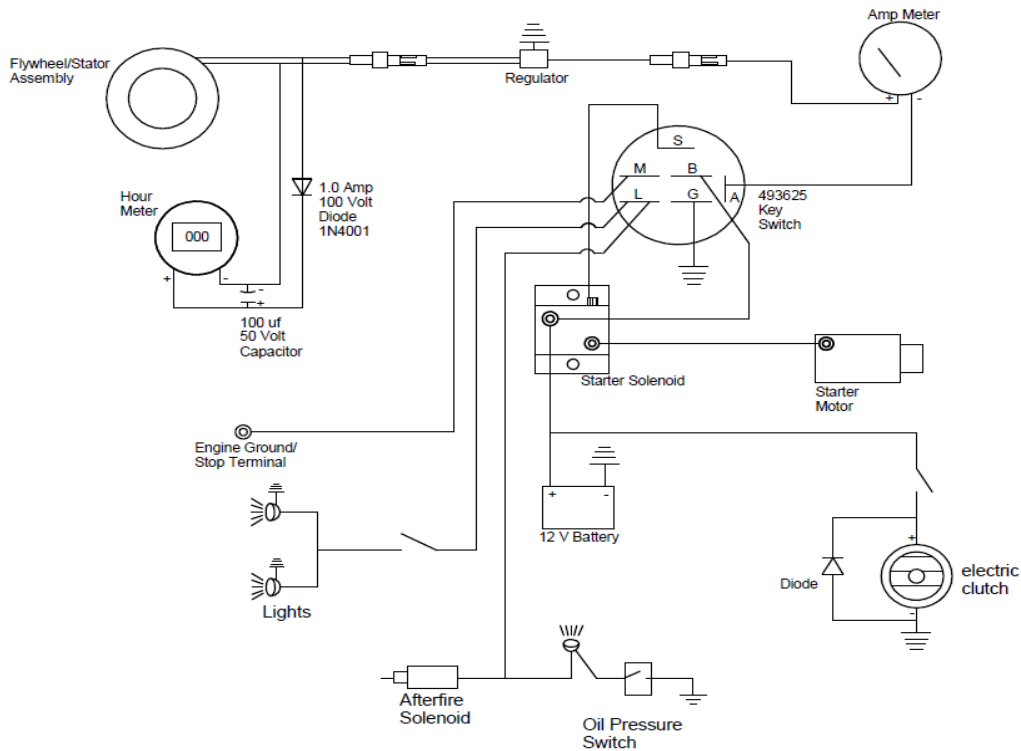 Amp Meter
Flywheel/Stator
Assembly
Regulator
+ -
S
M B
L G A
493625
Key
Switch
1.0 Amp
100 Volt
Diode
1N4001
Hour
Meter
000
+ -
-
+
100 uf
50 Volt
Capacitor
Starter Solenoid
Starter
Motor
Engine Ground/
Stop Terminal
+ -
12 V Battery
Lights
+
Diode
electric
clutch
-
Afterfire
Solenoid
Oil Pressure
Switch